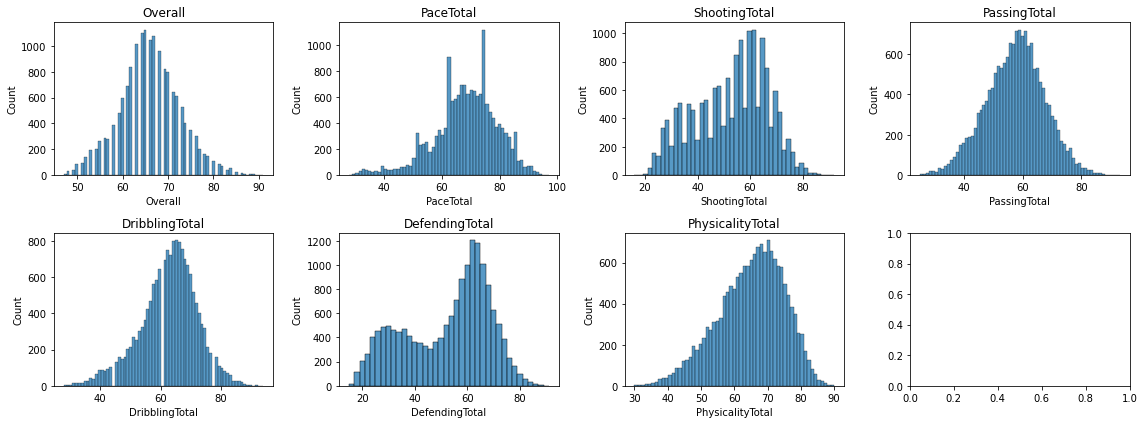 Overall
Count
1000
800
600
400
200
0
50 60 70 80 90
Overall
PaceTotal
Count
1000
800
600
400
200
0
40 60 80 100
PaceTotal
ShootingTotal
Count
1000
800
600
400
200
0
20 40 60 80
ShootingTotal
PassingTotal
Count
600
400
200
0
40 60 80
PassingTotal
DribblingTotal
Count
800
600
400
200
0
40 60 80
DribblingTotal
DefendingTotal
Count
1200
1000
800
600
400
200
0
20 40 60 80
DefendingTotal
PhysicalityTotal
Count
600
400
200
0
30 40 50 60 70 80 90
PhysicalityTotal
1.0
0.8
0.6
0.4
0.2
0.0
0.0 0.2 0.4 0.6 0.8 1.0